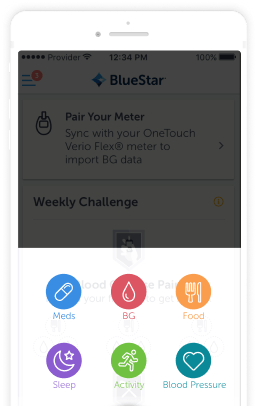 Provider 12:34 PM 100%
1
BlueStar
Pair Your Meter
Sync with your OneTouch
Verio Flex® meter to
import BG data
Weekly Challenge
Meds BG Food
Sleep Activity Blood Pressure